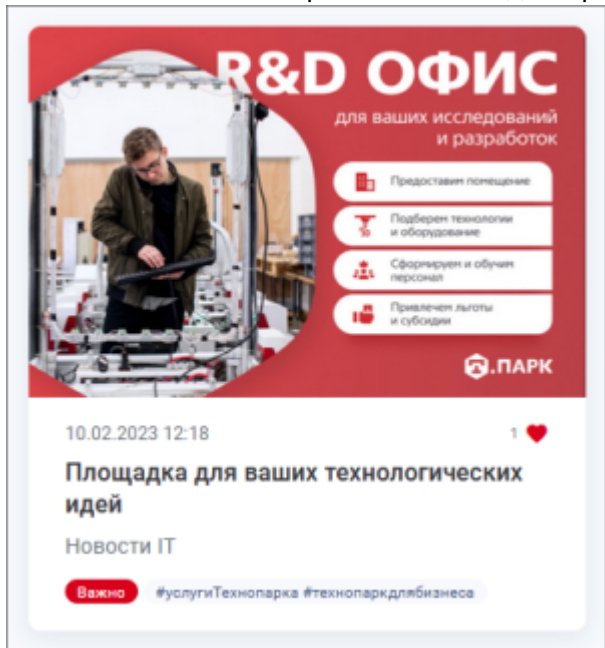 R&D ОФИС
для ваших исследований
и разработок
Предоставим помещение
Подберем технологии
и оборудование
Сформируем и обучим
персонал
Привлечем льготы
и субсидии
.ПАРК
10.02.2023 12:18
1
Площадка для ваших технологических
идей
Новости IT
Важно #услугиТехнопарка #технопаркдлябизнеса